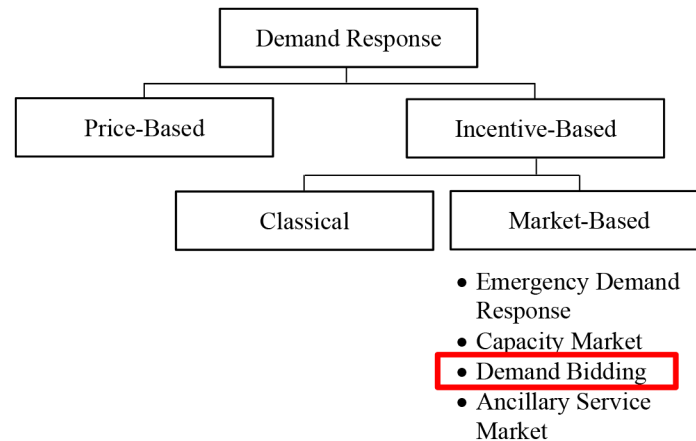 Demand Response
Price-Based
Incentive-Based
Classical
Market-Based
• Emergency Demand
Response
• Capacity Market
• Demand Bidding
• Ancillary Service
Market